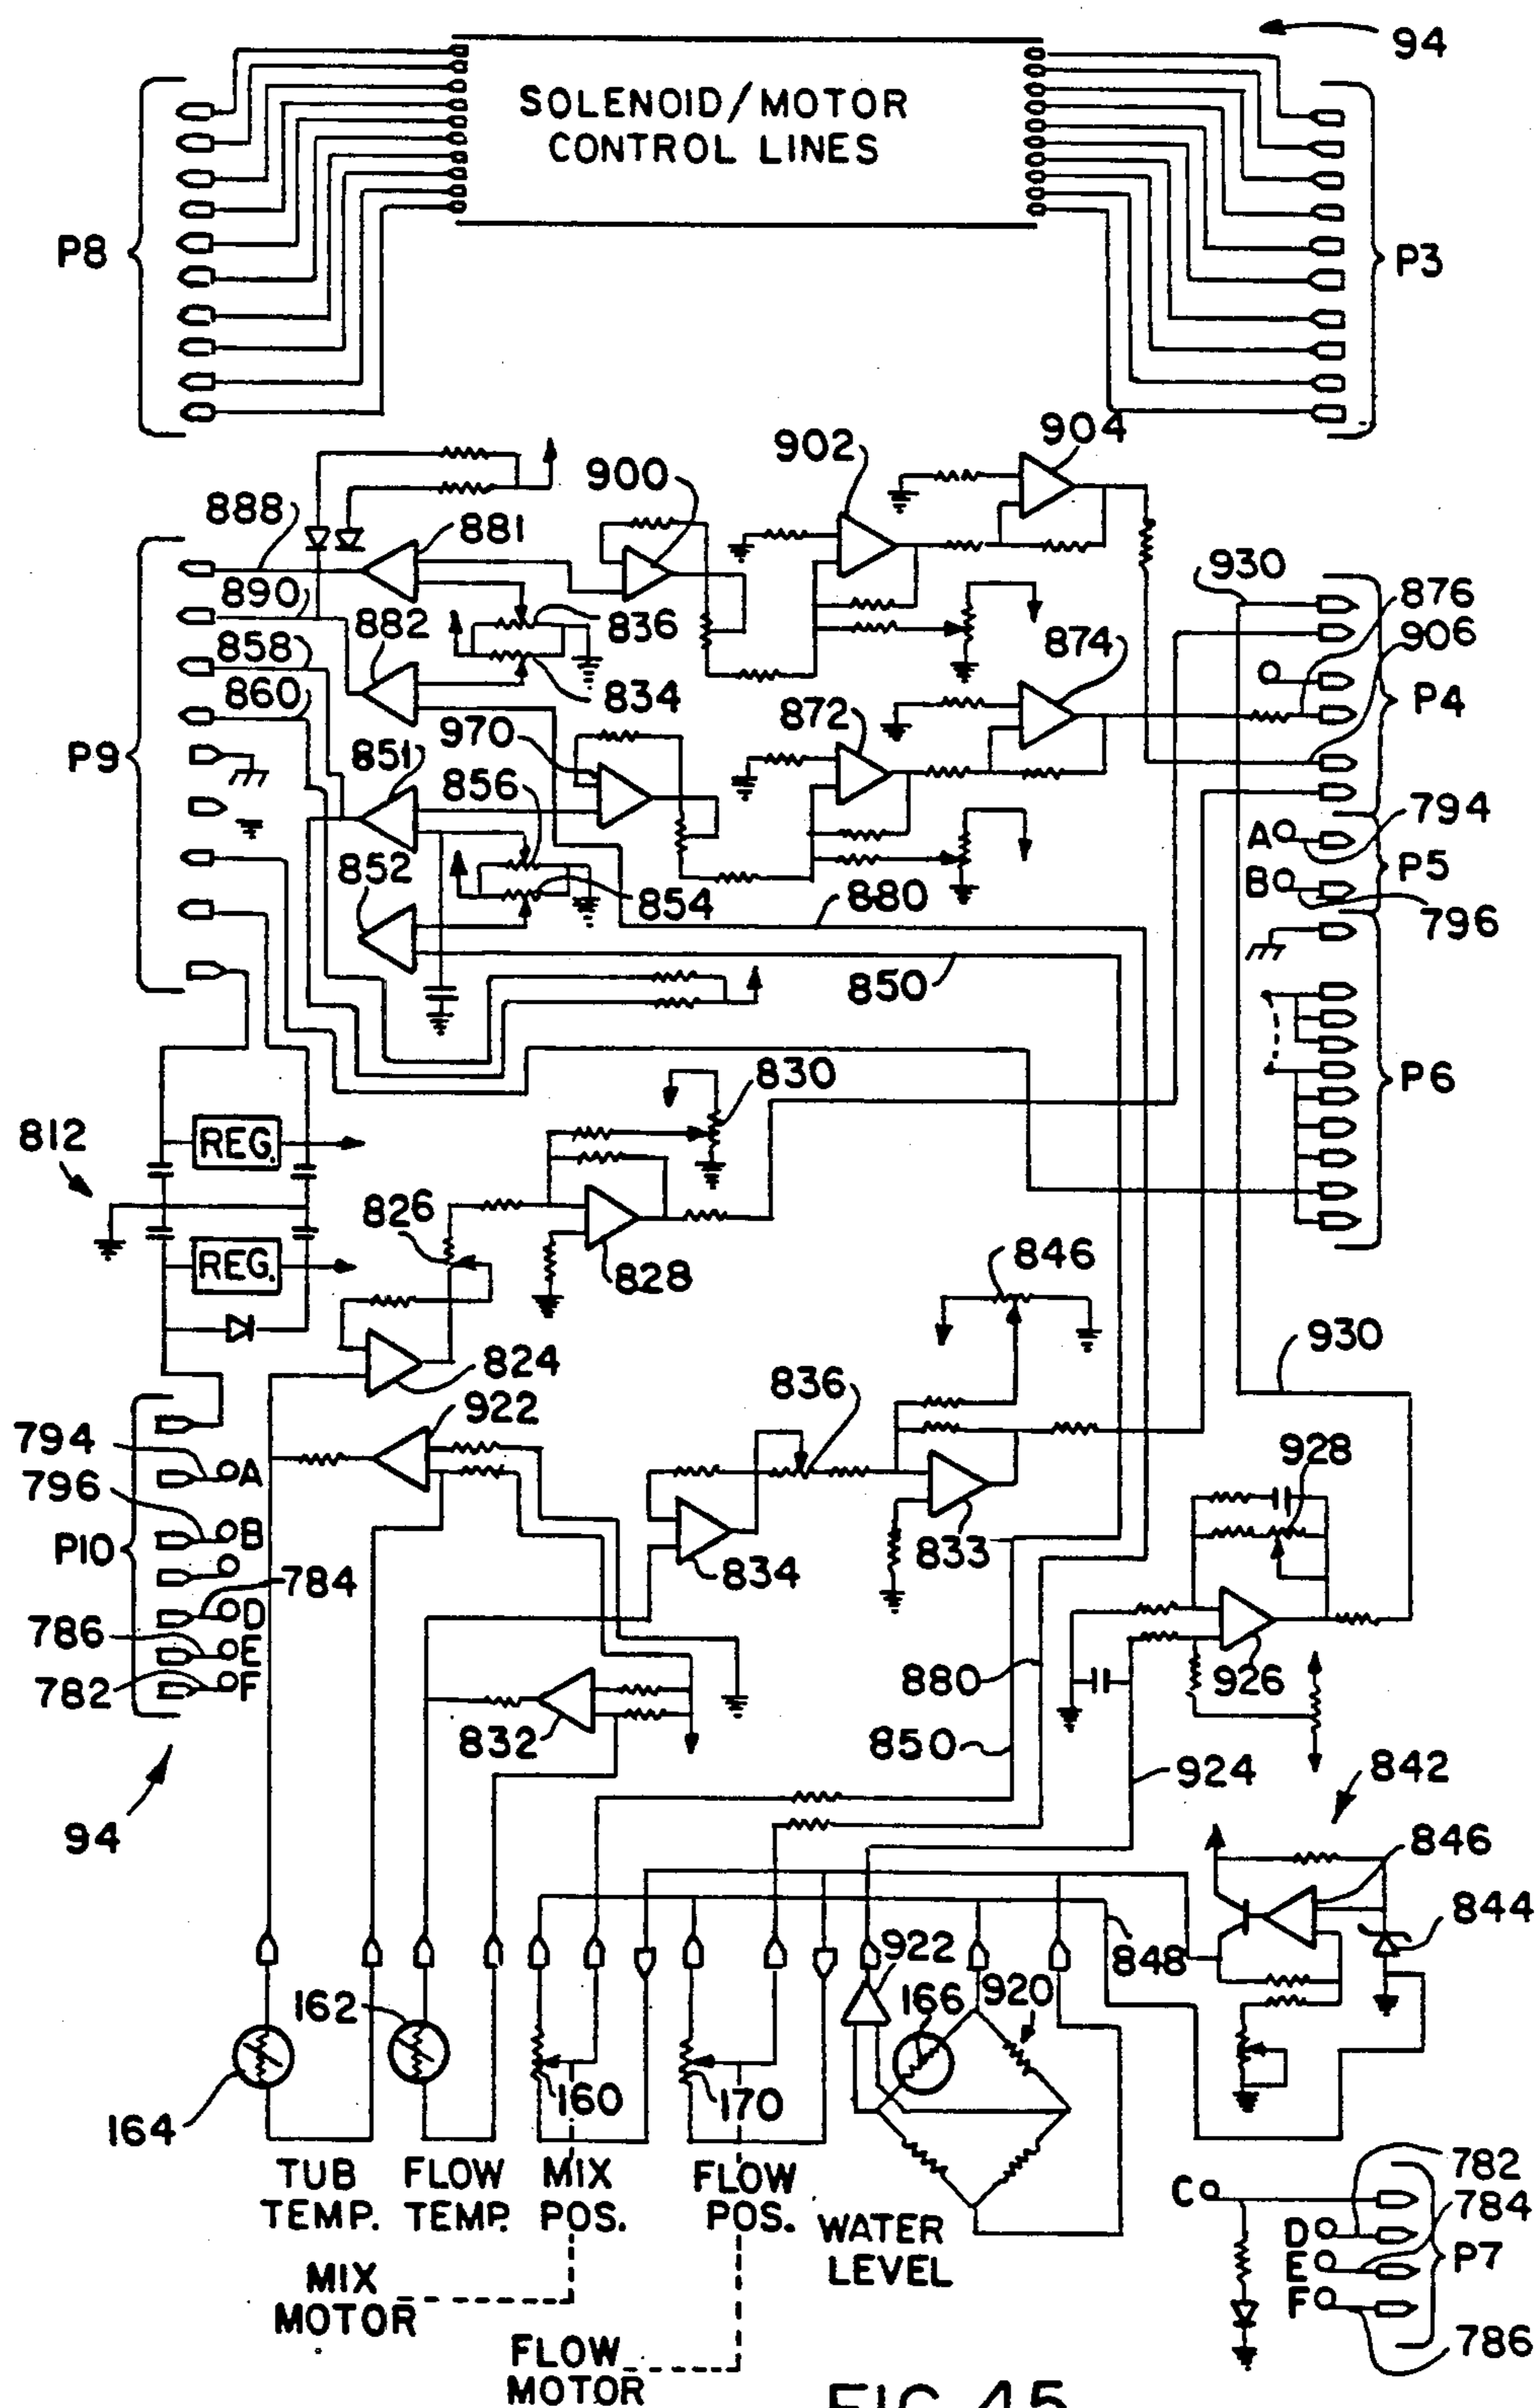 94
SOLENOID/MOTOR
CONTROL LINES
P8
P3
904
902
900
888
881
930
876
890
882
836
906
874
858
834
P4
860
872
970
P9
851
856
794
A
P5
852
854
B
880
796
850
830
P6
812
REG.
826
REG.
828
846
930
824
836
922
794
A
928
796
B
P10
833
784
834
D
786
E
880
926
782
F
832
850
924
842
94
846
844
922
848
162
166
920
160
170
164
TUB
TEMP.
FLOW
TEMP.
MIX
POS.
FLOW
POS.
WATER
LEVEL
782
C
784
D
E
P7
F
MIX
MOTOR
786
FLOW
MOTOR
FIG. 45